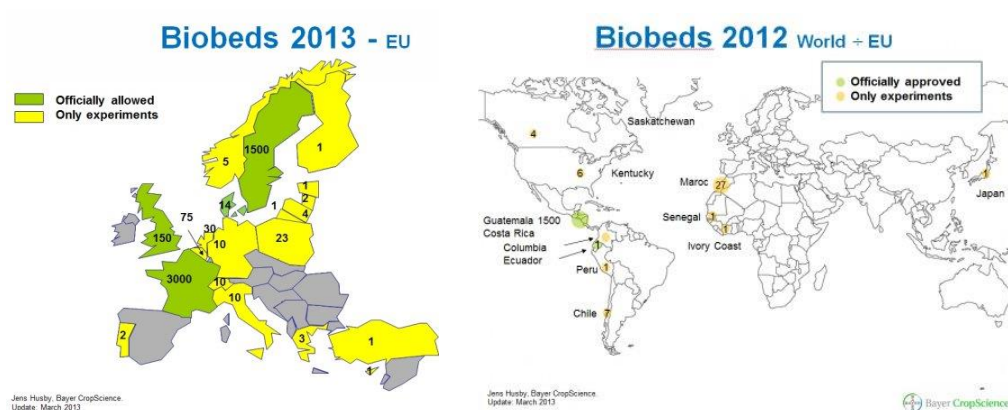 Biobeds 2013 - EU
Officially allowed
Only experiments
5
1500
1
1
2
4
14
1
75
30
150
10
23
3000
10
10
2
3
1
1
Jens Husby, Bayer CropScience.
Update: March 2013
Biobeds 2012 World ÷ EU
Officially approved
Only experiments
Saskatchewan
4
6
Kentucky
Maroc 27
1
Japan
Guatemala 1500
Costa Rica
Senegal 1
1
Ivory Coast
Columbia
Ecuador
1
Peru 1
Chile 7
Jens Husby, Bayer CropScience.
Update: March 2013
Bayer CropScience